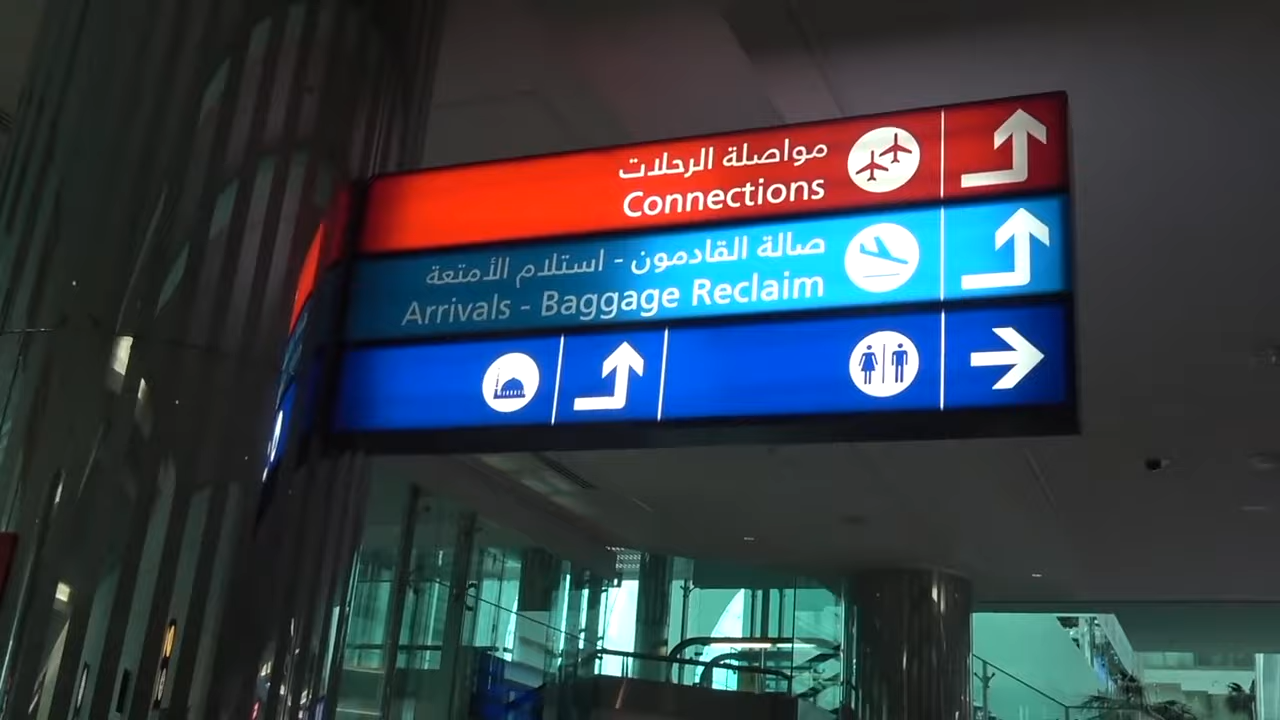 مواصلة الرحلات
Connections
صالة القادمون - استلام الأمتعة
Arrivals - Baggage Reclaim